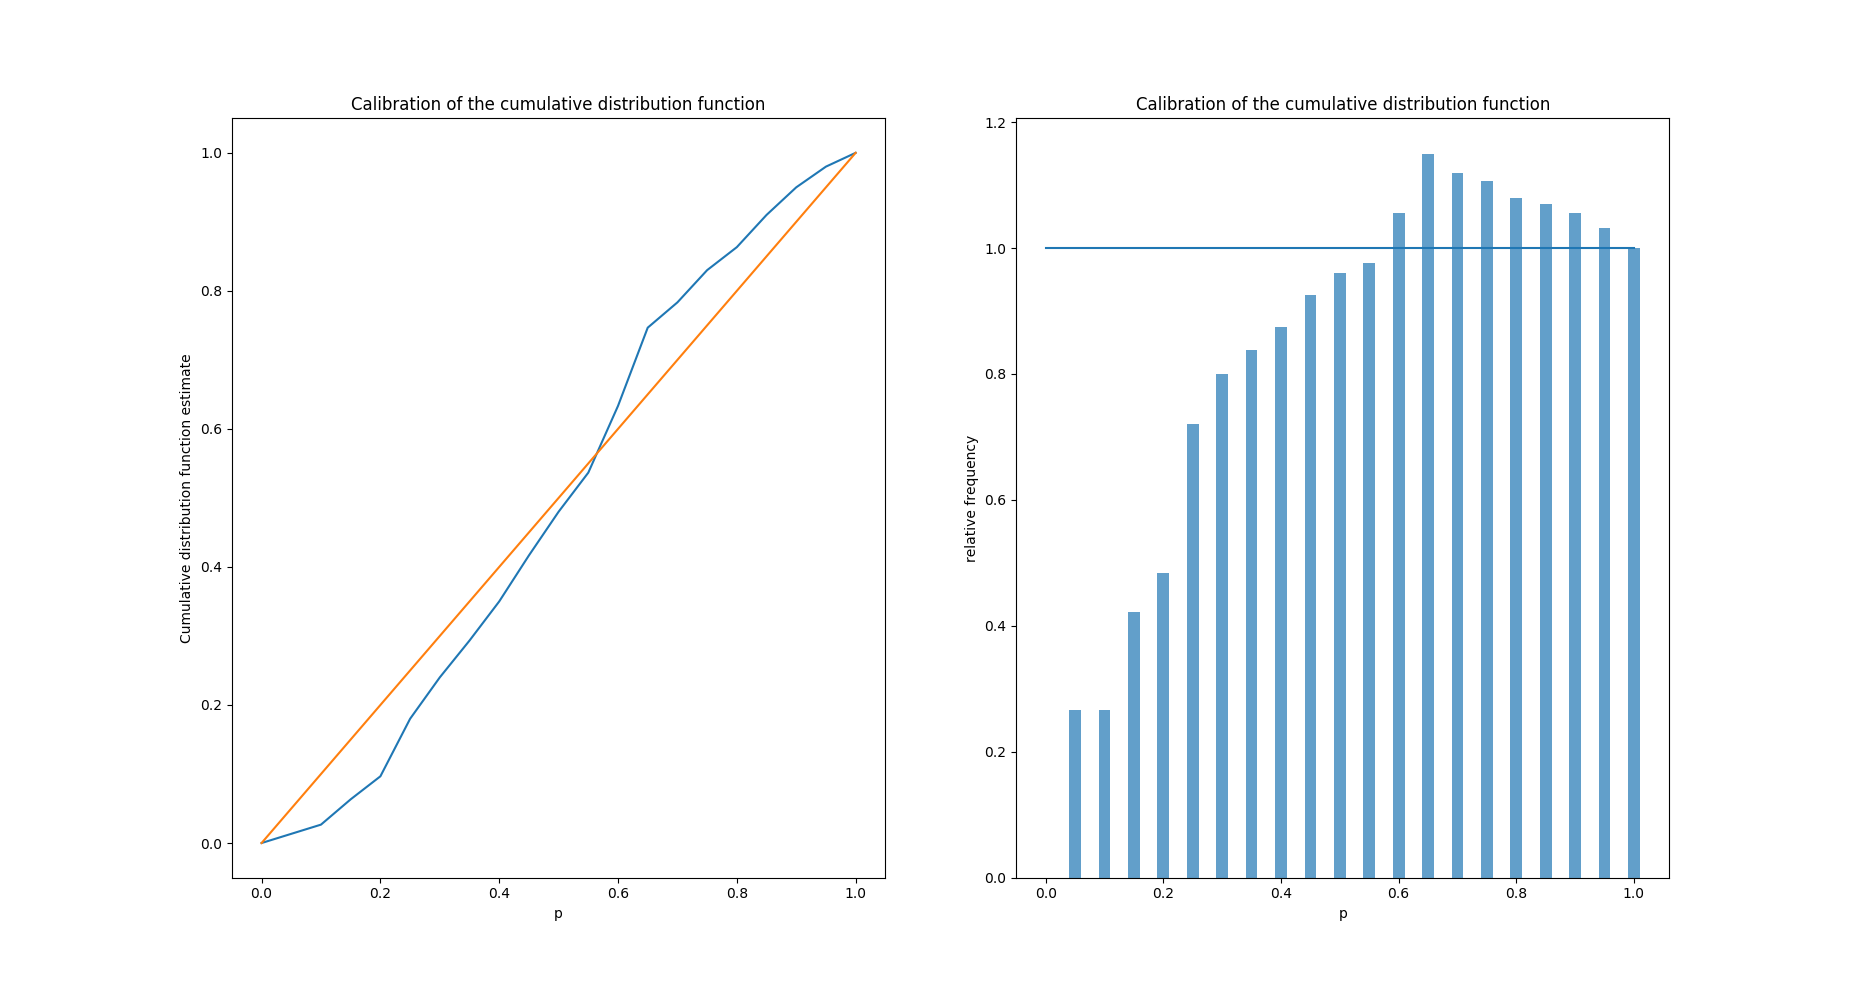 Calibration of the cumulative distribution function
Cumulative distribution function estimate
1.0
0.8
0.6
0.4
0.2
0.0
0.0 0.2 0.4 0.6 0.8 1.0
p
Calibration of the cumulative distribution function
relative frequency
1.2
1.0
0.8
0.6
0.4
0.2
0.0
0.0 0.2 0.4 0.6 0.8 1.0
p